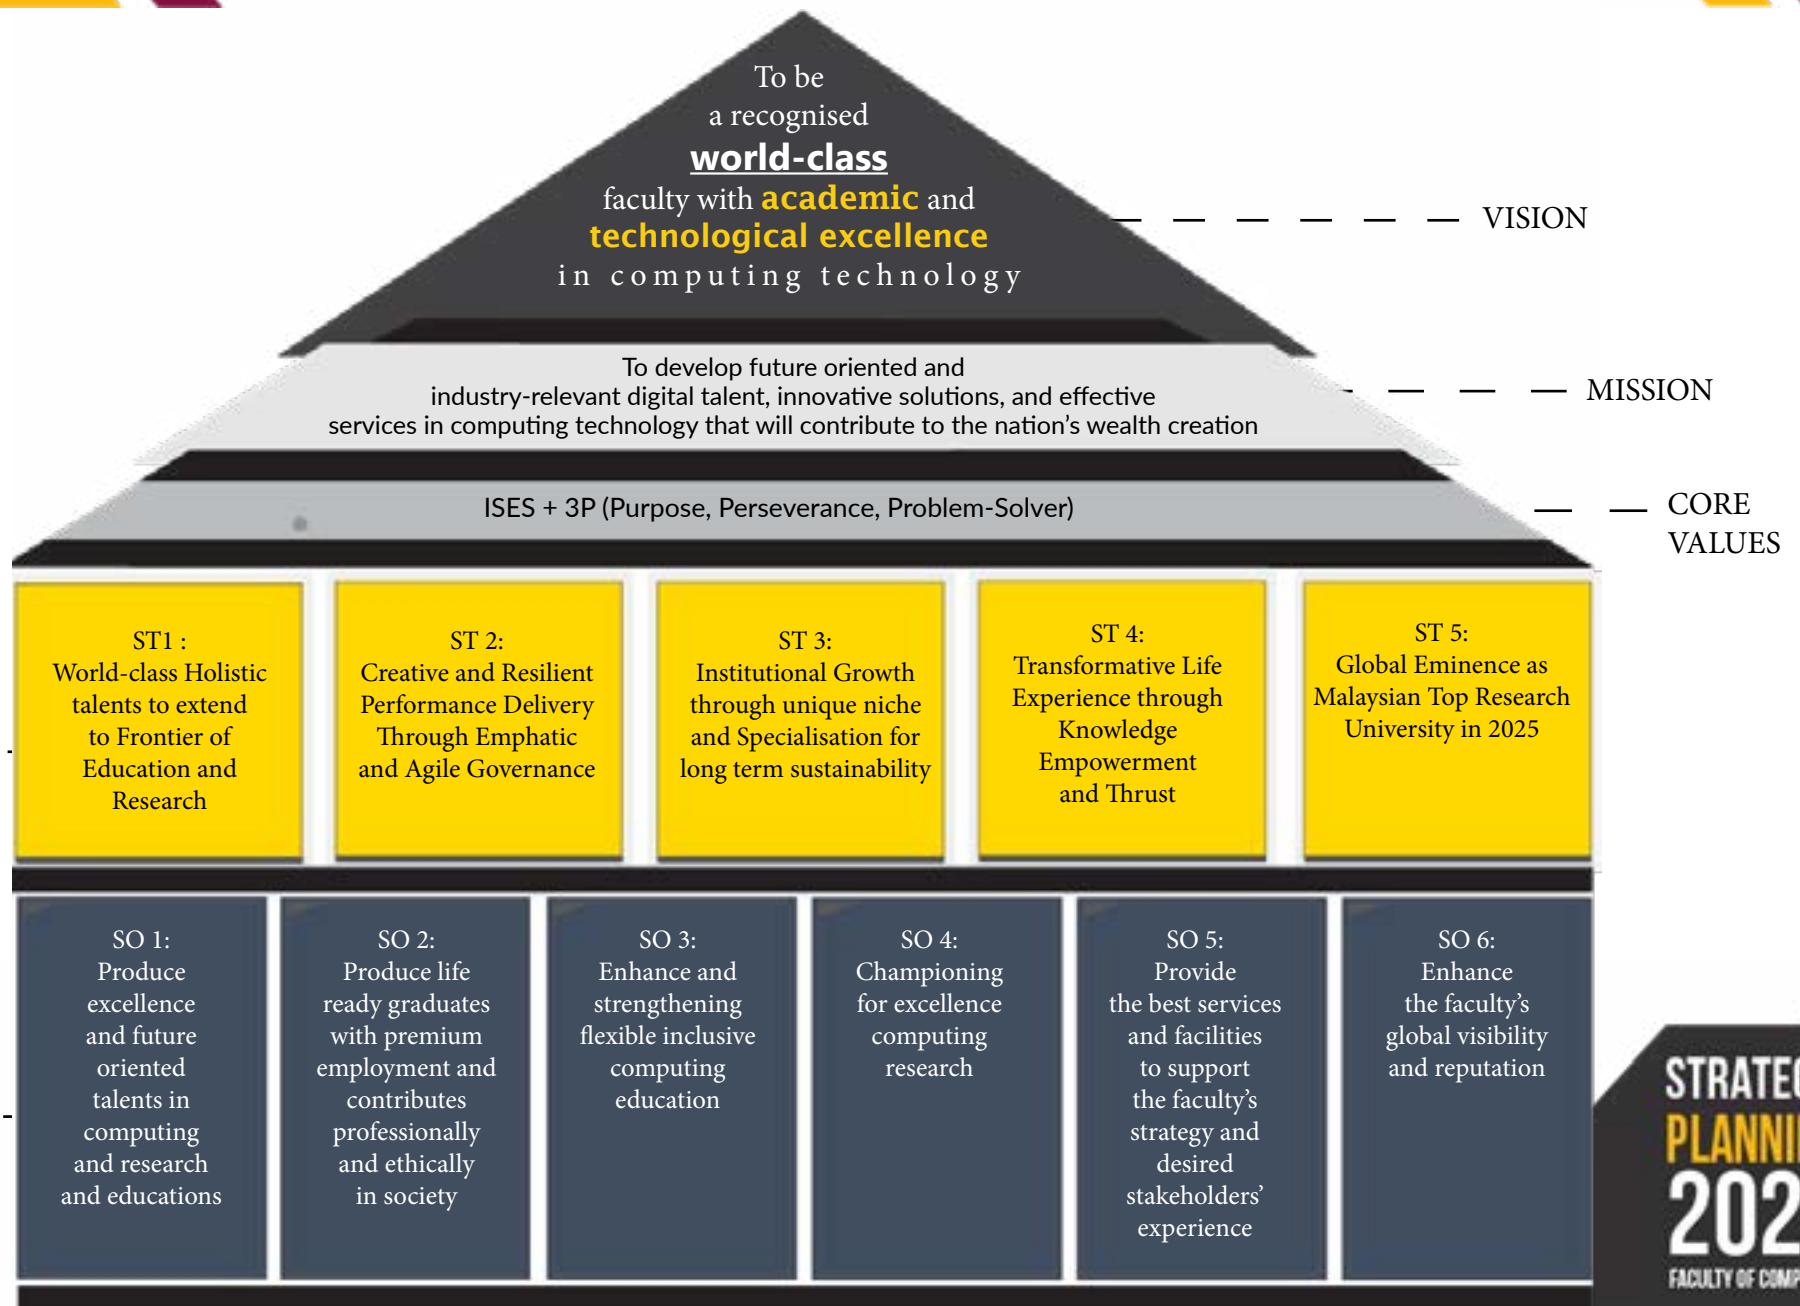 To be
a recognised
world-class
faculty with academic and
technological excellence
in computing technology
VISION
To develop future oriented and
industry-relevant digital talent, innovative solutions, and effective
services in computing technology that will contribute to the nation's wealth creation
MISSION
ISES + 3P (Purpose, Perseverance, Problem-Solver)
CORE
VALUES
ST1 :
World-class Holistic
talents to extend
to Frontier of
Education and
Research
ST 2:
Creative and Resilient
Performance Delivery
Through Emphatic
and Agile Governance
ST 3:
Institutional Growth
through unique niche
and Specialisation for
long term sustainability
ST 4:
Transformative Life
Experience through
Knowledge
Empowerment
and Thrust
ST 5:
Global Eminence as
Malaysian Top Research
University in 2025
SO 1:
Produce
excellence
and future
oriented
talents in
computing
and research
and educations
SO 2:
Produce life
ready graduates
with premium
employment and
contributes
professionally
and ethically
in society
SO 3:
Enhance and
strengthening
flexible inclusive
computing
education
SO 4:
Championing
for excellence
computing
research
SO 5:
Provide
the best services
and facilities
to support
the faculty's
strategy and
desired
stakeholders'
experience
SO 6:
Enhance
the faculty's
global visibility
and reputation
STRATEG
PLANNI
202
FACULTY OF COMP